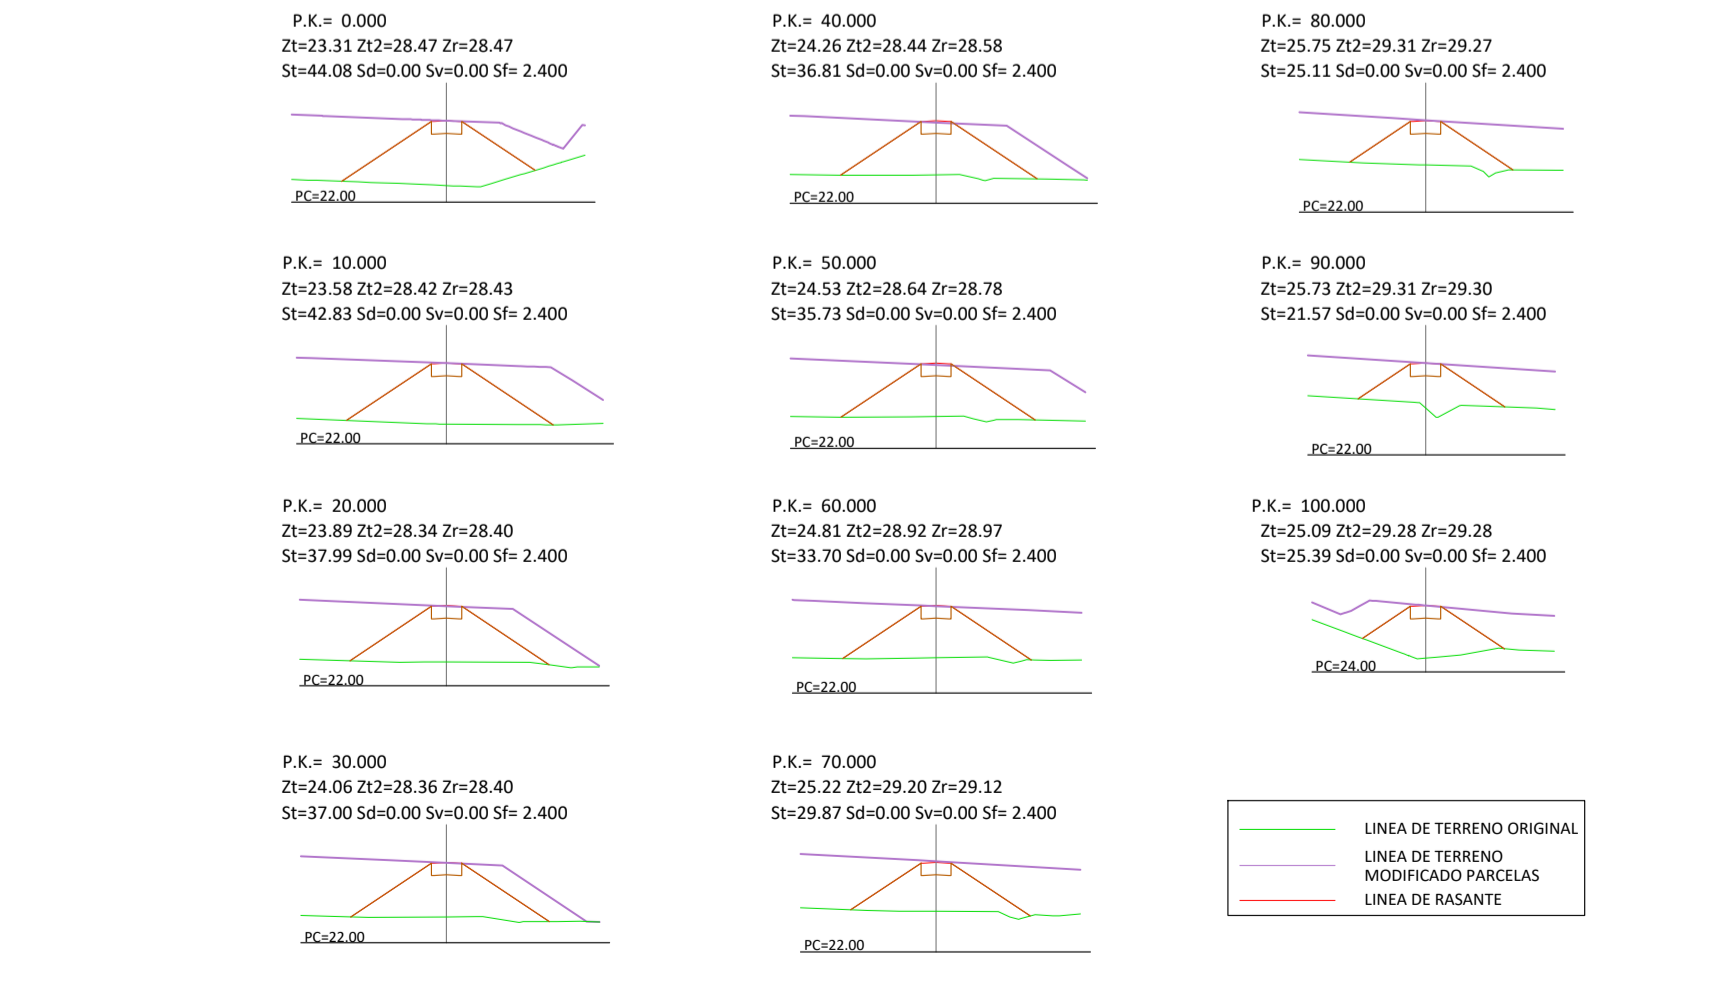 P.K.= 0.000
Zt=23.31 Zt2=28.47 Zr=28.47
St=44.08 Sd=0.00 Sv=0.00 Sf= 2.400
PC=22.00
P.K.= 10.000
Zt=23.58 Zt2=28.42 Zr=28.43
St=42.83 Sd=0.00 Sv=0.00 Sf= 2.400
PC=22.00
P.K.= 20.000
Zt=23.89 Zt2=28.34 Zr=28.40
St=37.99 Sd=0.00 Sv=0.00 Sf= 2.400
PC=22.00
P.K.= 30.000
Zt=24.06 Zt2=28.36 Zr=28.40
St=37.00 Sd=0.00 Sv=0.00 Sf= 2.400
PC=22.00
P.K.= 40.000
Zt=24.26 Zt2=28.44 Zr=28.58
St=36.81 Sd=0.00 Sv=0.00 Sf= 2.400
PC=22.00
P.K.= 50.000
Zt=24.53 Zt2=28.64 Zr=28.78
St=35.73 Sd=0.00 Sv=0.00 Sf= 2.400
PC=22.00
P.K.= 60.000
Zt=24.81 Zt2=28.92 Zr=28.97
St=33.70 Sd=0.00 Sv=0.00 Sf= 2.400
PC=22.00
P.K.= 70.000
Zt=25.22 Zt2=29.20 Zr=29.12
St=29.87 Sd=0.00 Sv=0.00 Sf= 2.400
PC=22.00
P.K.= 80.000
Zt=25.75 Zt2=29.31 Zr=29.27
St=25.11 Sd=0.00 Sv=0.00 Sf= 2.400
PC=22.00
P.K.= 90.000
Zt=25.73 Zt2=29.31 Zr=29.30
St=21.57 Sd=0.00 Sv=0.00 Sf= 2.400
PC=22.00
P.K.= 100.000
Zt=25.09 Zt2=29.28 Zr=29.28
St=25.39 Sd=0.00 Sv=0.00 Sf= 2.400
PC=24.00
LINEA DE TERRENO ORIGINAL
LINEA DE TERRENO
MODIFICADO PARCELAS
LINEA DE RASANTE